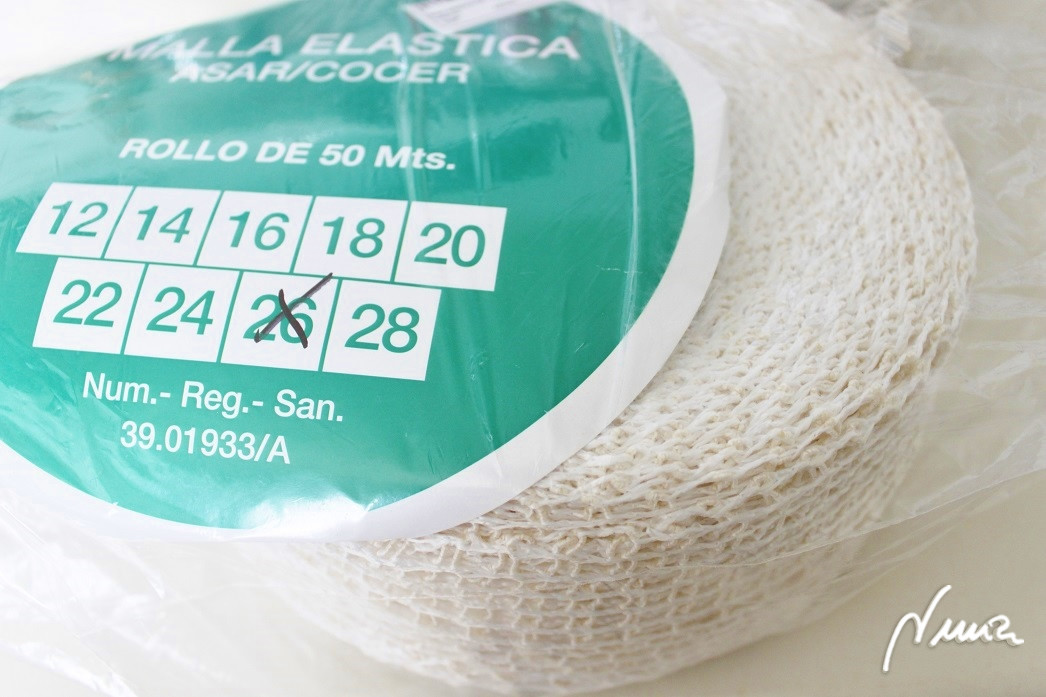 MALLA ELASTICA
ASAR/COCER
ROLLO DE 50 Mts.
12 14 16 18 20
22 24 26 28
Num.- Reg.- San.
39.01933/A